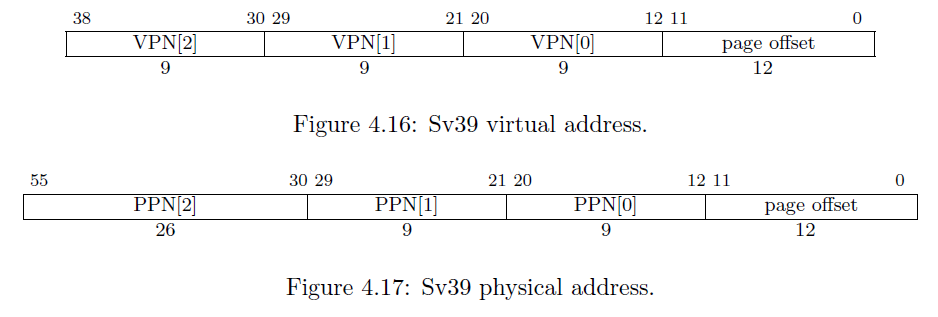 38 30 29 21 20 12 11 0
VPN[2] VPN[1] VPN[0] page offset
9 9 9 12
Figure 4.16: Sv39 virtual address.
55 30 29 21 20 12 11 0
PPN[2] PPN[1] PPN[0] page offset
26 9 9 12
Figure 4.17: Sv39 physical address.